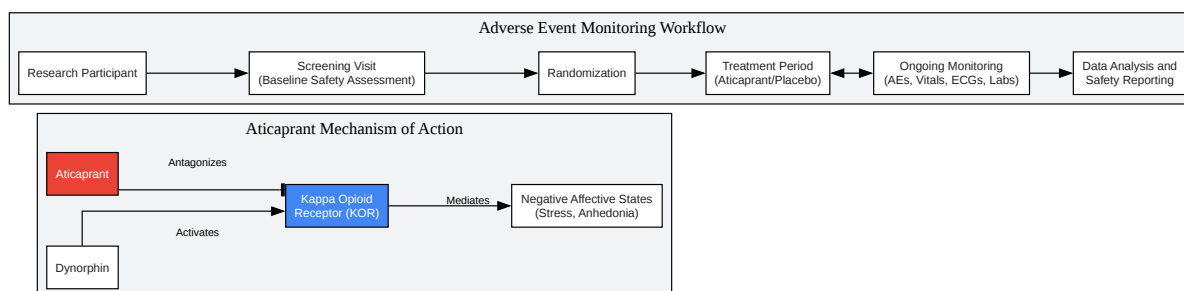 Adverse Event Monitoring Workflow
Research Participant
Screening Visit
(Baseline Safety Assessment)
Randomization
Treatment Period
(Aticaprant/Placebo)
Ongoing Monitoring
(AEs, Vitals, ECGs, Labs)
Data Analysis and
Safety Reporting
Aticaprant Mechanism of Action
Aticaprant
Antagonizes
Kappa Opioid
Receptor (KOR)
Mediates
Negative Affective States
(Stress, Anhedonia)
Activates
Dynorphin